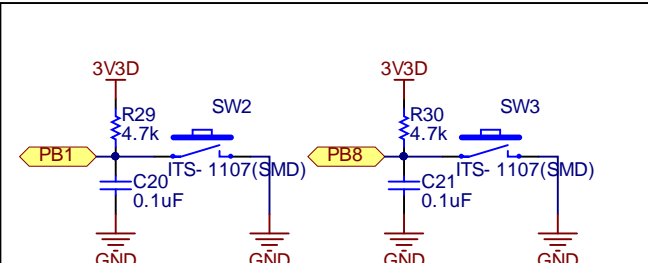 3V3D
3V3D
R29
SW2
R30
SW3
4.7k
4.7k
PB1
PB8
ITS- 1107(SMD)
ITS- 1107(SMD)
C20
C21
0.1uF
0.1uF
GND
GND
GND
GND